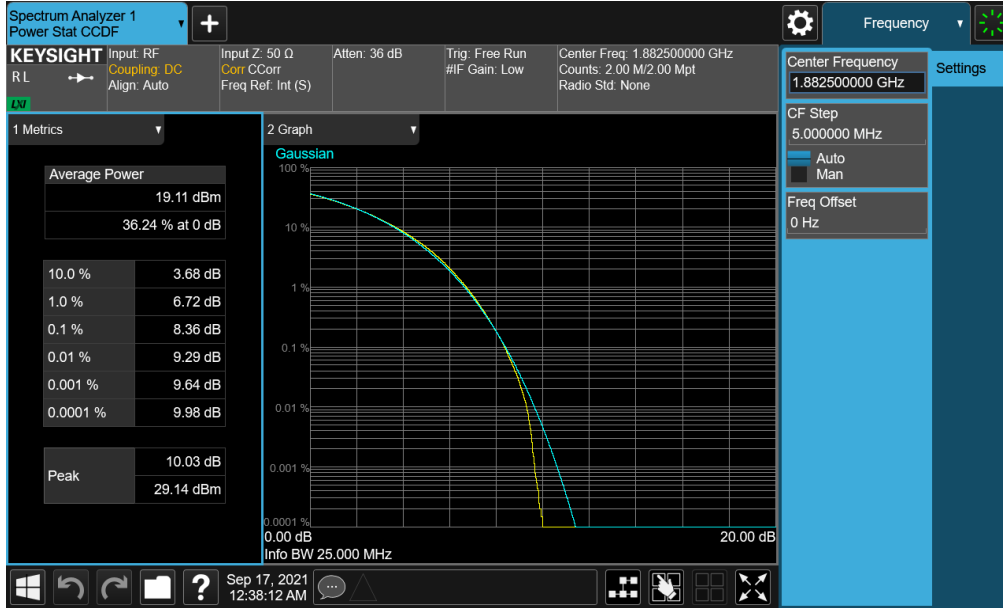 Spectrum Analyzer 1
Power Stat CCDF
Frequency
KEYSIGHT
R L
LXI
Input: RF
Coupling: DC
Align: Auto
Input Z: 50 Ω
Corr CCorr
Freq Ref: Int (S)
Atten: 36 dB
Trig: Free Run
#IF Gain: Low
Center Freq: 1.882500000 GHz
Counts: 2.00 M/2.00 Mpt
Radio Std: None
Center Frequency
1.882500000 GHz
Settings
CF Step
5.000000 MHz
Auto
Man
Freq Offset
0 Hz
1 Metrics
Average Power
19.11 dBm
36.24 % at 0 dB
10.0 % 3.68 dB
1.0 % 6.72 dB
0.1 % 8.36 dB
0.01 % 9.29 dB
0.001 % 9.64 dB
0.0001 % 9.98 dB
Peak
10.03 dB
29.14 dBm
2 Graph
Gaussian
100 %
10 %
1 %
0.1 %
0.01 %
0.001 %
0.0001 %
0.00 dB 20.00 dB
Info BW 25.000 MHz
Sep 17, 2021
12:38:12 AM